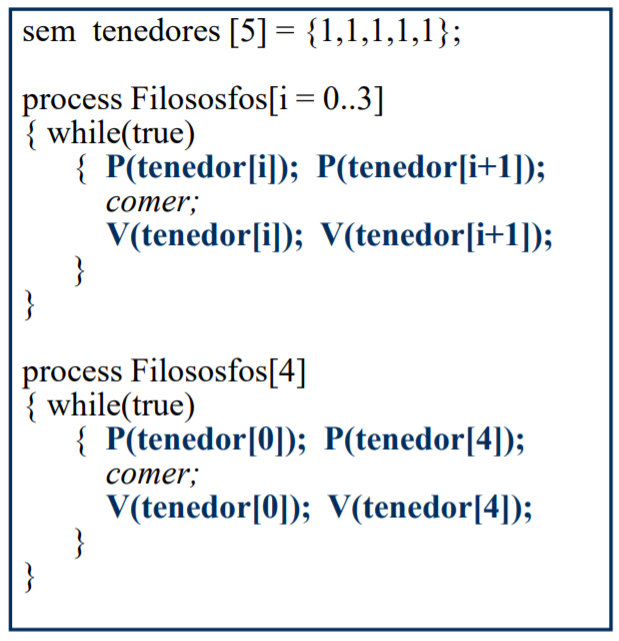 sem tenedores [5] = {1,1,1,1,1};
process Filososfos[i = 0..3]
{ while(true)
{ P(tenedor[i]); P(tenedor[i+1]);
comer;
V(tenedor[i]); V(tenedor[i+1]);
}
}
process Filososfos[4]
{ while(true)
{ P(tenedor[0]); P(tenedor[4]);
comer;
V(tenedor[0]); V(tenedor[4]);
}
}